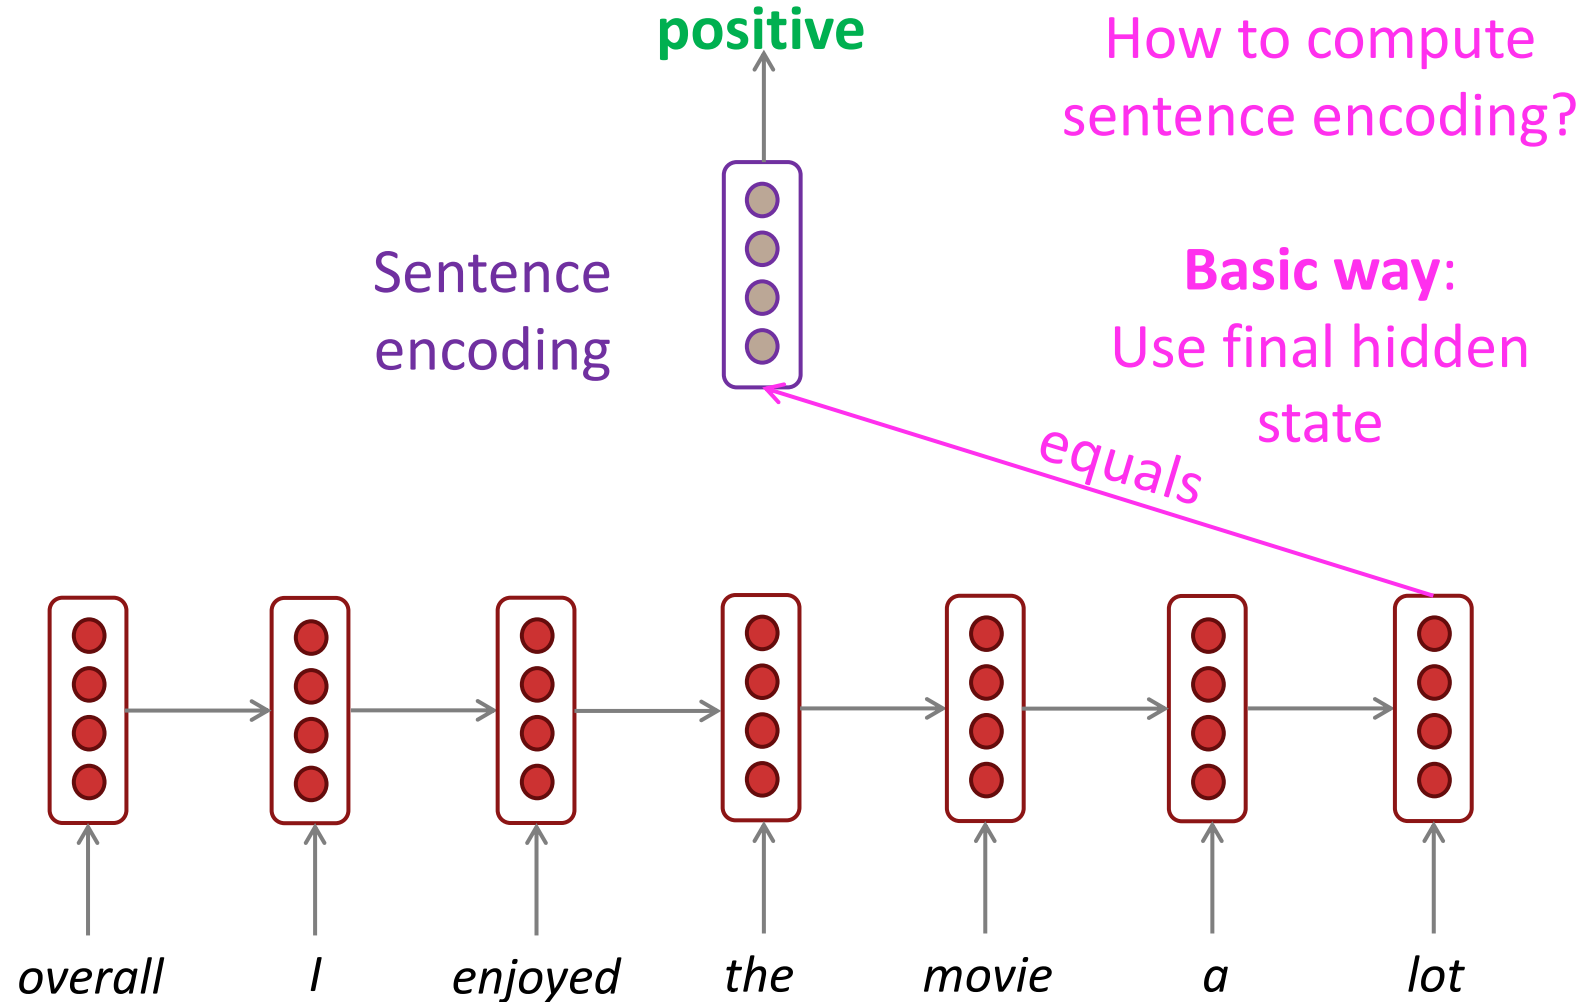 positive
How to compute
sentence encoding?
Sentence
encoding
Basic way:
Use final hidden
state
equals
overall I enjoyed the movie a lot